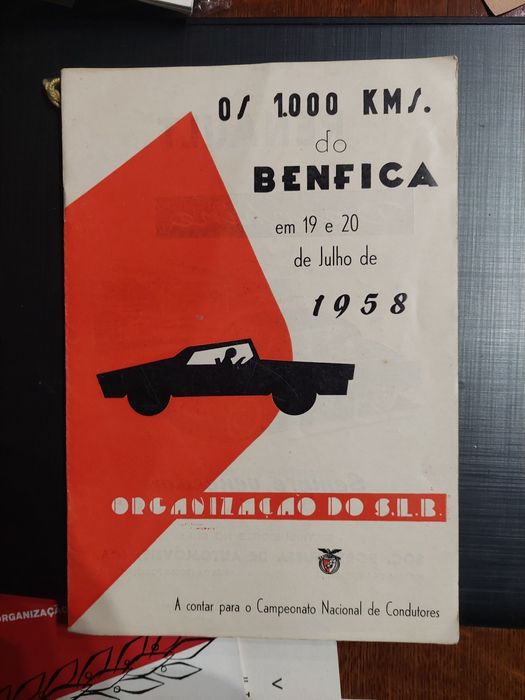 OS 1.000 KMS.
do
BENFICA
em 19 e 20
de Julho de
1958
ORGANIZAÇÃO DO S.L.B.
A contar para o Campeonato Nacional de Condutores
ORGANIZAÇÃO